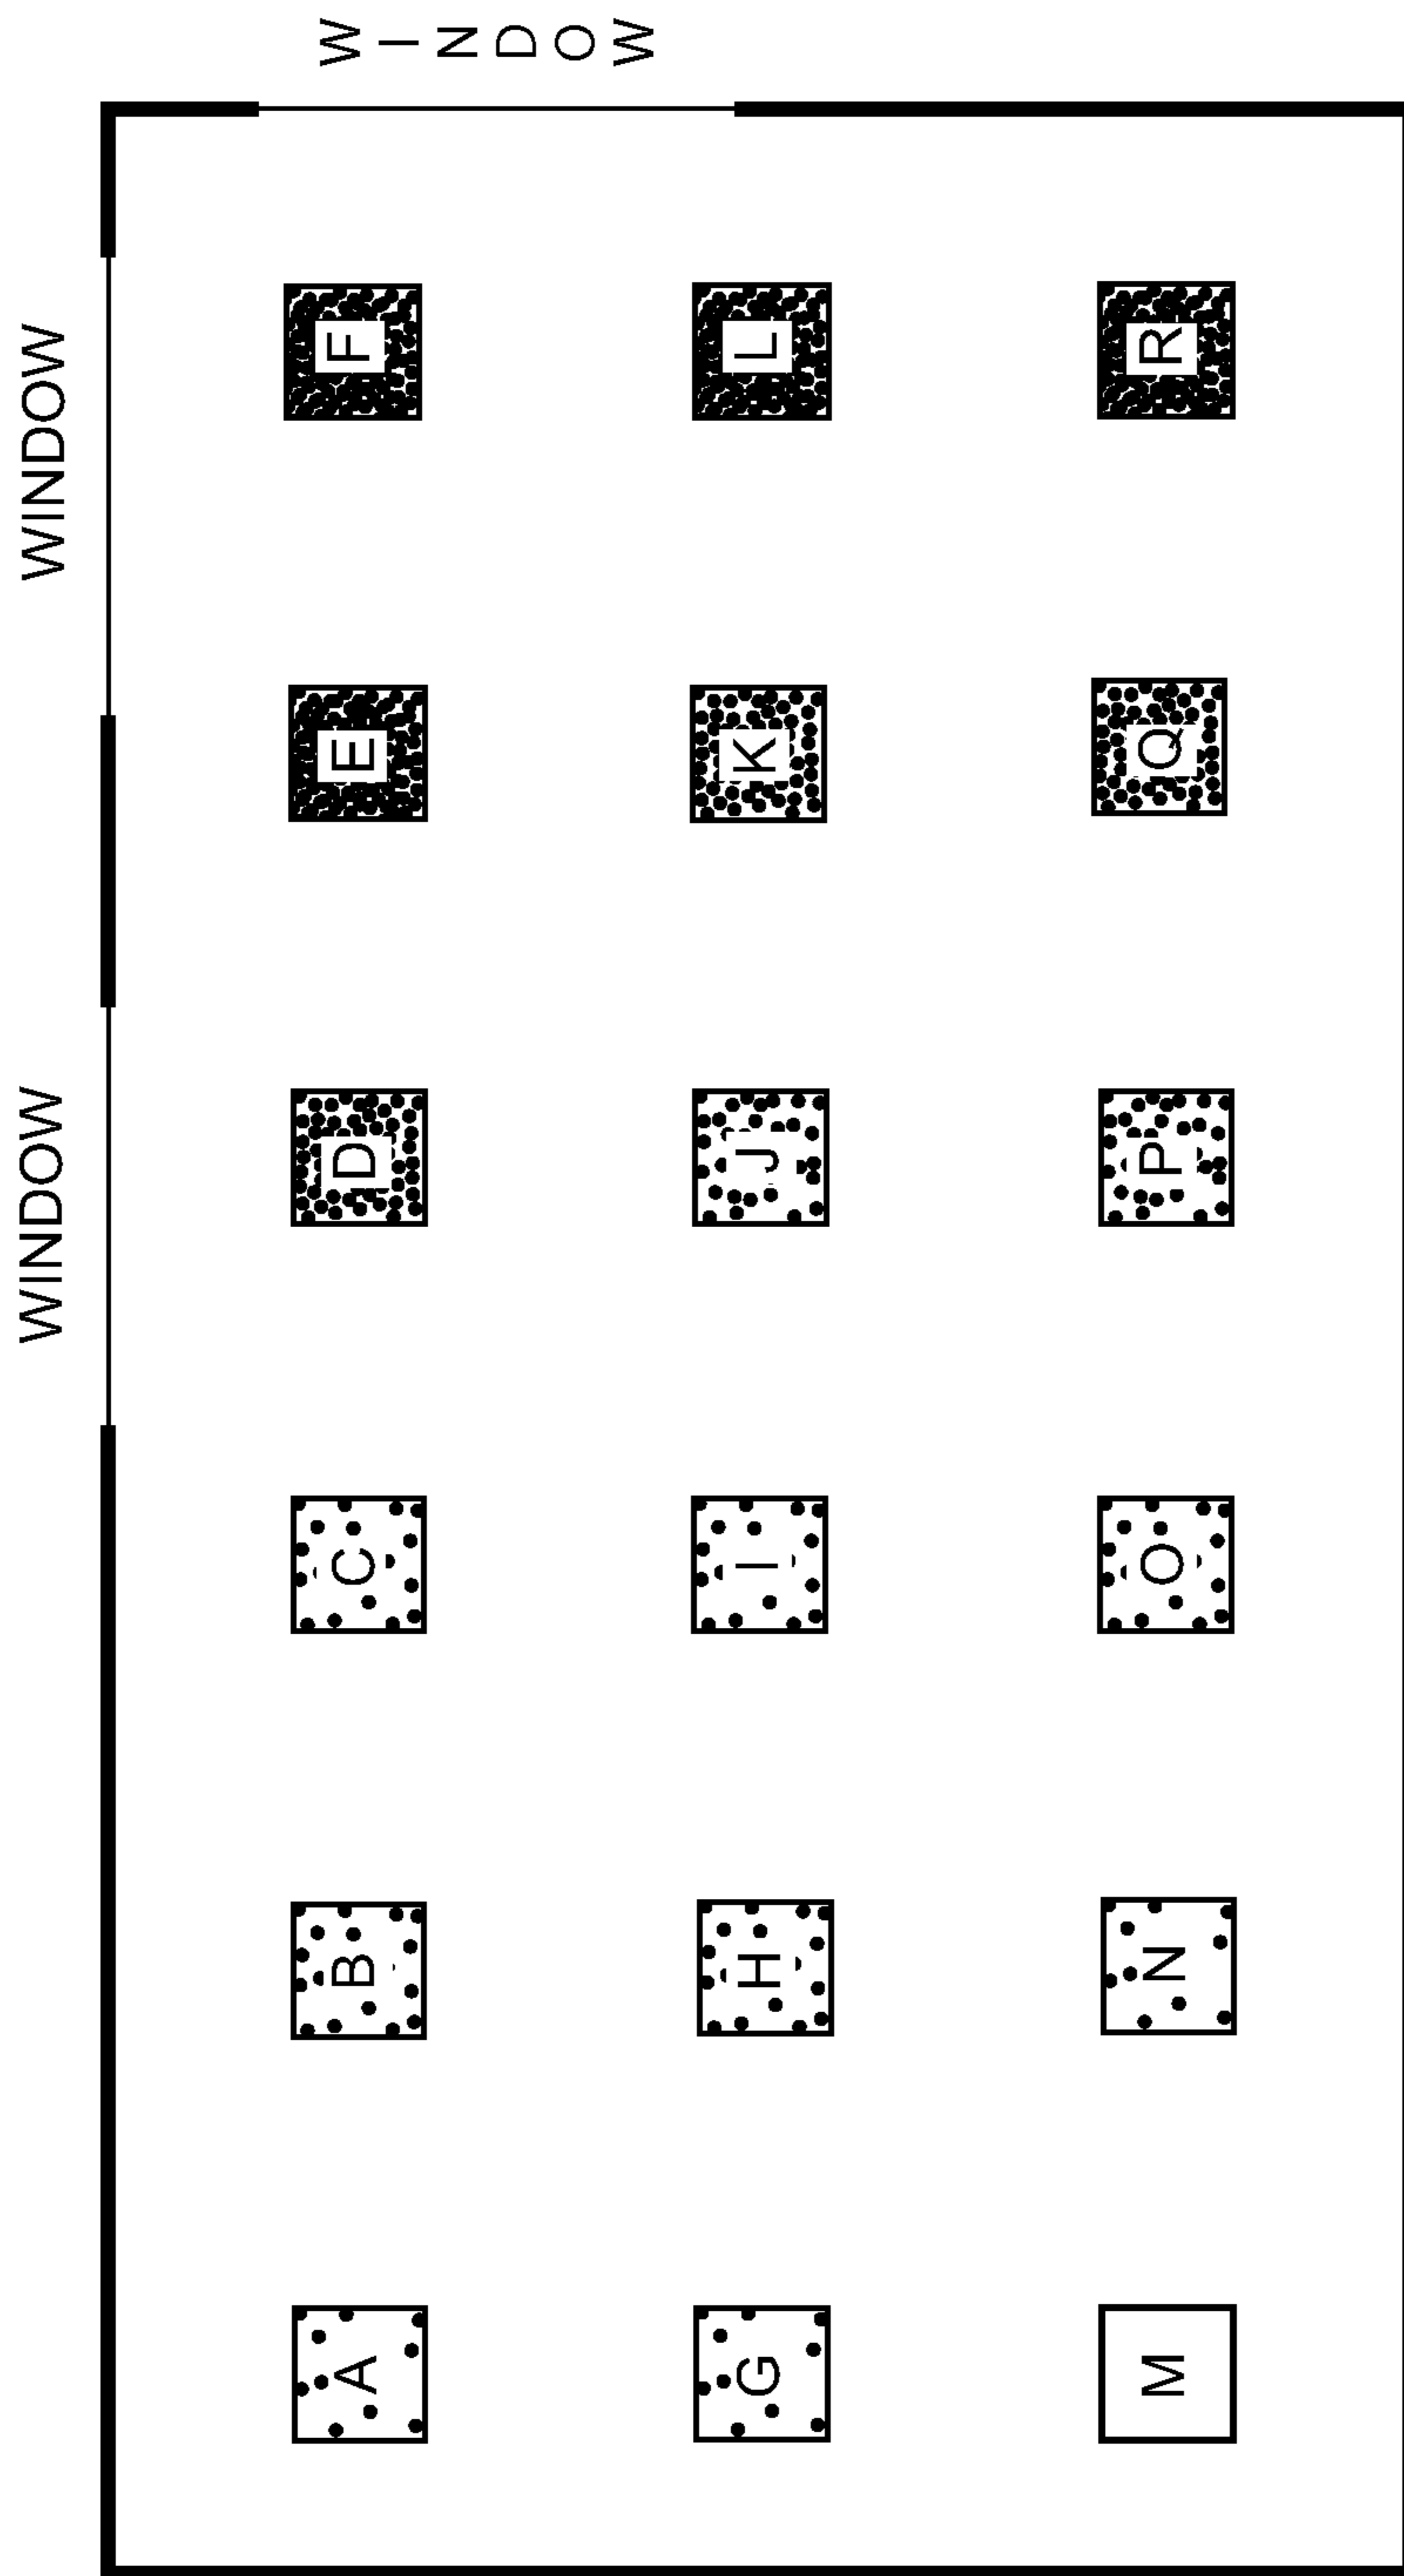 WINDOW WINDOW
A B C D E F
WINDOW
G H I J K L
M N O P Q R